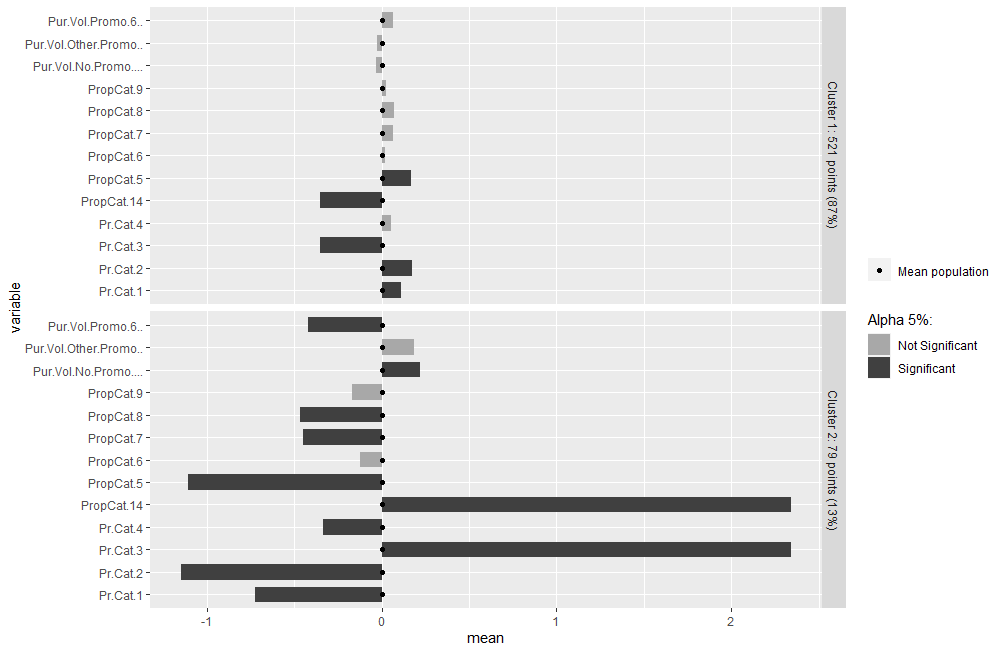 Pur.Vol.Promo.6..
Pur.Vol.Other.Promo..
Pur.Vol.No.Promo....
PropCat.9
PropCat.8
PropCat.7
PropCat.6
PropCat.5
PropCat.14
Pr.Cat.4
Pr.Cat.3
Pr.Cat.2
Pr.Cat.1
Cluster 1: 521 points (87%)
Pur.Vol.Promo.6..
Pur.Vol.Other.Promo..
Pur.Vol.No.Promo....
PropCat.9
PropCat.8
PropCat.7
PropCat.6
PropCat.5
PropCat.14
Pr.Cat.4
Pr.Cat.3
Pr.Cat.2
Pr.Cat.1
Cluster 2: 79 points (13%)
variable
-1
0
1
2
mean
Mean population
Alpha 5%:
Not Significant
Significant